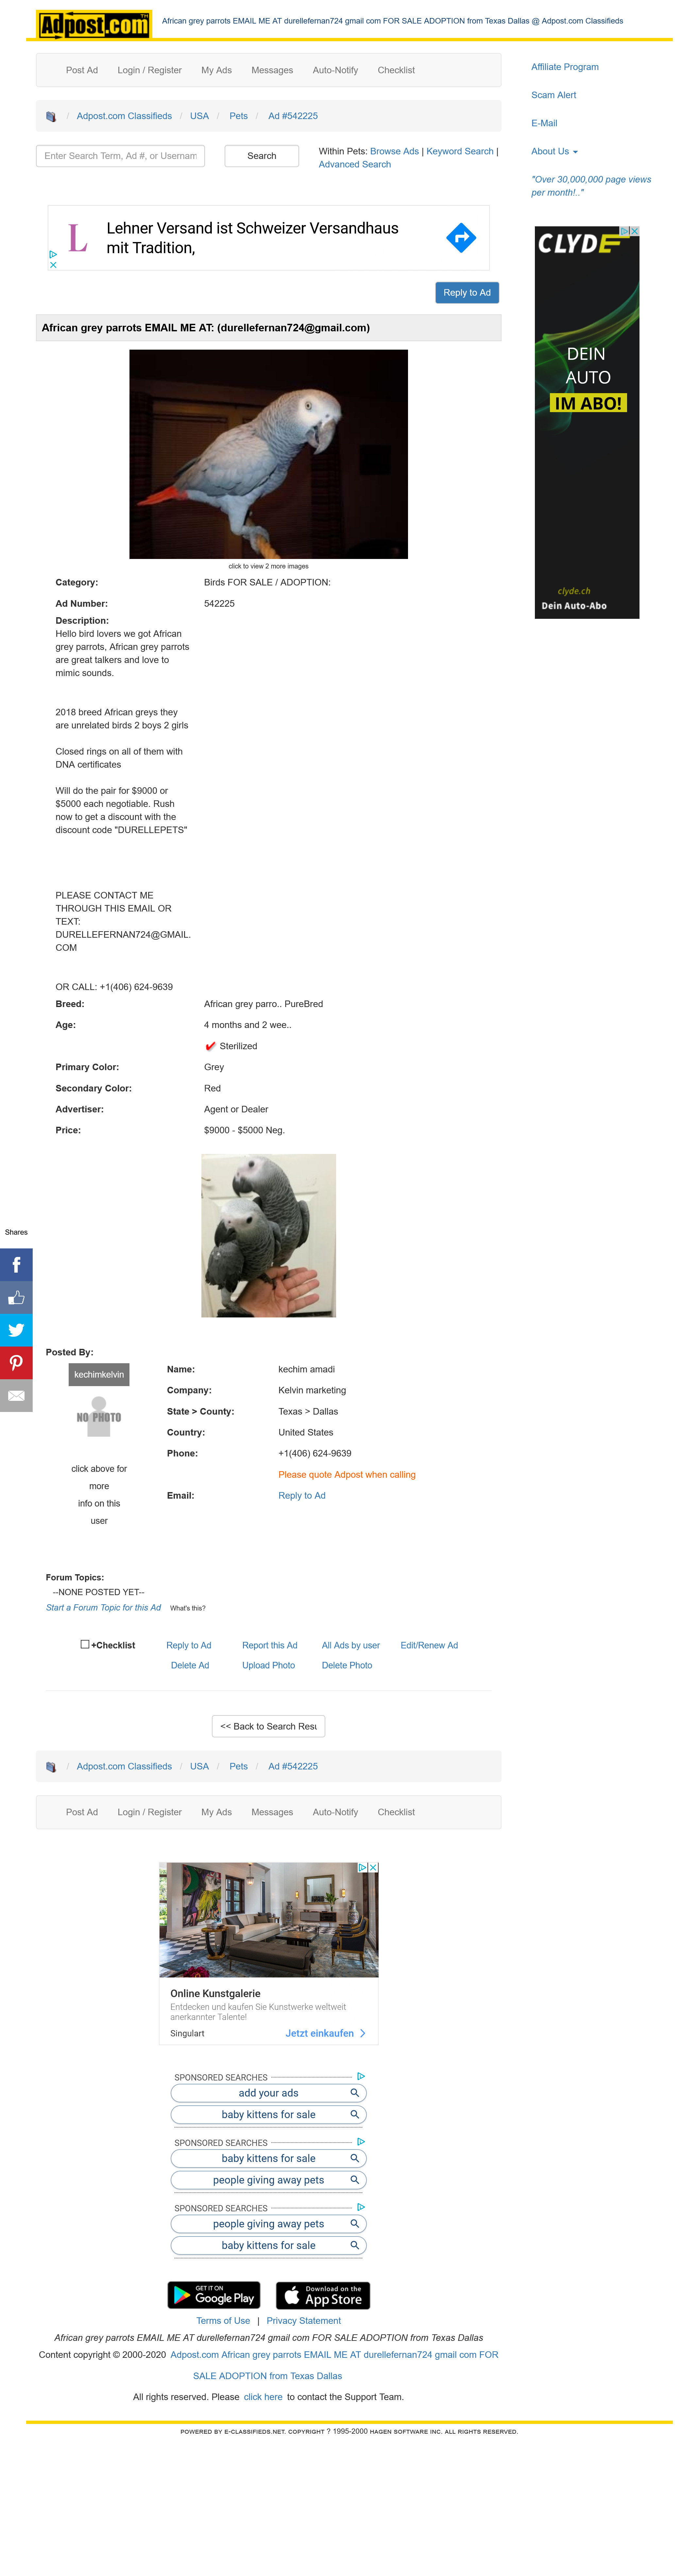 Adpost.com™
African grey parrots EMAIL ME AT durellefernan724 gmail com FOR SALE ADOPTION from Texas Dallas @ Adpost.com Classifieds
Post Ad Login / Register My Ads Messages Auto-Notify Checklist
/ Adpost.com Classifieds / USA / Pets / Ad #542225
Enter Search Term, Ad #, or Usernam
Search
Within Pets: Browse Ads | Keyword Search |
Advanced Search
Affiliate Program
Scam Alert
E-Mail
About Us
"Over 30,000,000 page views
per month!.."
L
Lehner Versand ist Schweizer Versandhaus
mit Tradition,
CLYDE
DEIN
AUTO
IM ABO!
clyde.ch
Dein Auto-Abo
Reply to Ad
African grey parrots EMAIL ME AT: (durellefernan724@gmail.com)
click to view 2 more images
Category: Birds FOR SALE / ADOPTION:
Ad Number: 542225
Description:
Hello bird lovers we got African
grey parrots, African grey parrots
are great talkers and love to
mimic sounds.
2018 breed African greys they
are unrelated birds 2 boys 2 girls
Closed rings on all of them with
DNA certificates
Will do the pair for $9000 or
$5000 each negotiable. Rush
now to get a discount with the
discount code "DURELLEPETS"
PLEASE CONTACT ME
THROUGH THIS EMAIL OR
TEXT:
DURELLEFERNAN724@GMAIL.
COM
OR CALL: +1(406) 624-9639
Breed: African grey parro.. PureBred
Age: 4 months and 2 wee..
Sterilized
Primary Color: Grey
Secondary Color: Red
Advertiser: Agent or Dealer
Price: $9000 - $5000 Neg.
Shares
Posted By:
kechimkelvin
NO PHOTO
click above for
more
info on this
user
Name: kechim amadi
Company: Kelvin marketing
State > County: Texas > Dallas
Country: United States
Phone: +1(406) 624-9639
Please quote Adpost when calling
Email: Reply to Ad
Forum Topics:
--NONE POSTED YET--
Start a Forum Topic for this Ad What's this?
+Checklist Reply to Ad Report this Ad All Ads by user Edit/Renew Ad
Delete Ad Upload Photo Delete Photo
<< Back to Search Resu
/ Adpost.com Classifieds / USA / Pets / Ad #542225
Post Ad Login / Register My Ads Messages Auto-Notify Checklist
Online Kunstgalerie
Entdecken und kaufen Sie Kunstwerke weltweit
anerkannter Talente!
Singulart Jetzt einkaufen
SPONSORED SEARCHES
add your ads
baby kittens for sale
SPONSORED SEARCHES
baby kittens for sale
people giving away pets
SPONSORED SEARCHES
people giving away pets
baby kittens for sale
GET IT ON
Google Play
Download on the
App Store
Terms of Use | Privacy Statement
African grey parrots EMAIL ME AT durellefernan724 gmail com FOR SALE ADOPTION from Texas Dallas
Content copyright © 2000-2020 Adpost.com African grey parrots EMAIL ME AT durellefernan724 gmail com FOR
SALE ADOPTION from Texas Dallas
All rights reserved. Please click here to contact the Support Team.
POWERED BY E-CLASSIFIEDS.NET. COPYRIGHT ? 1995-2000 HAGEN SOFTWARE INC. ALL RIGHTS RESERVED.